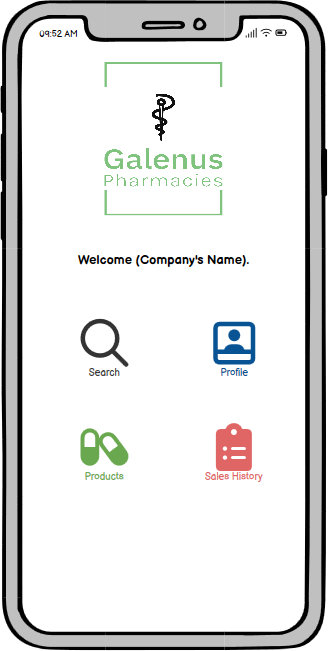 09:52 AM
Galenus
Pharmacies
Welcome (Company's Name).
Search
Profile
Products
Sales History